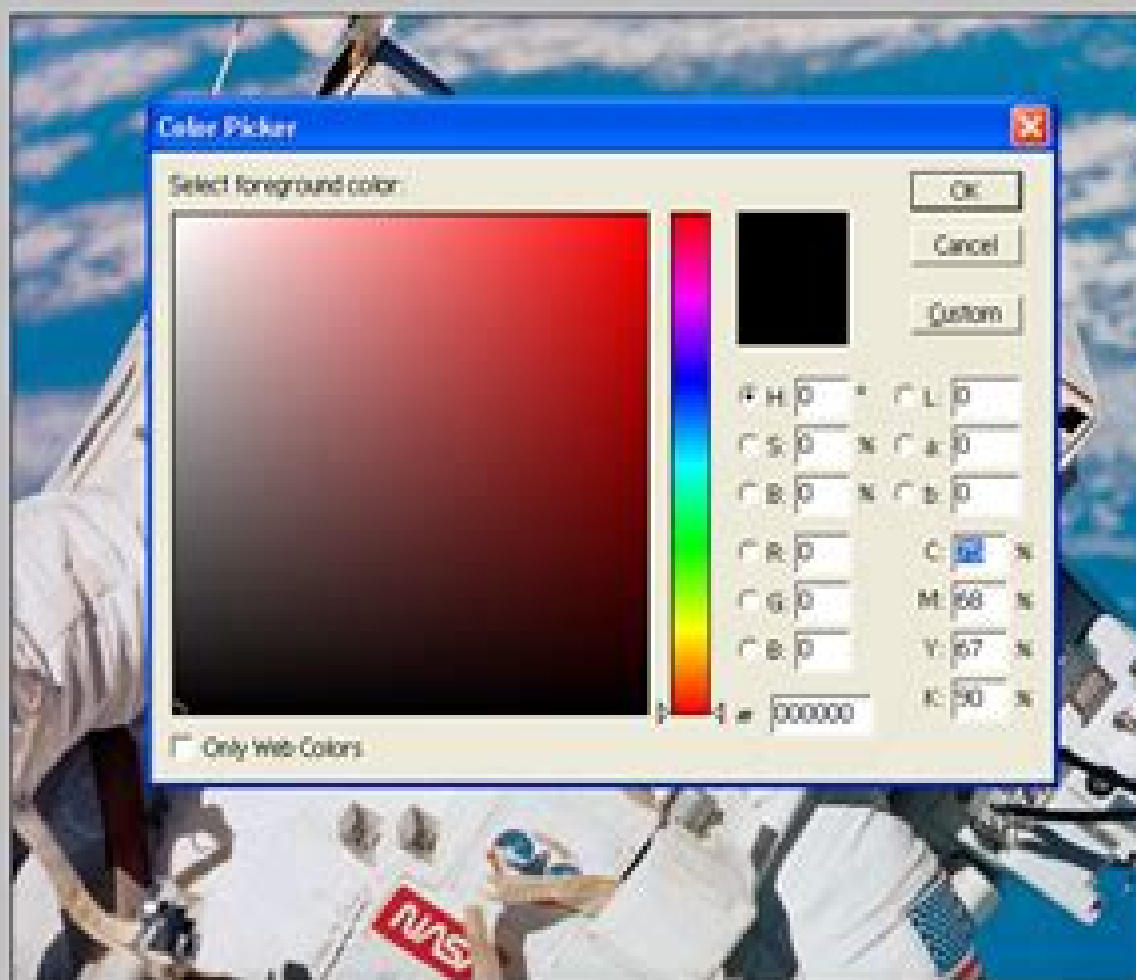 Color Picker
Select foreground color:
OK
Cancel
Custom
H: 0 °
L: 0
S: 0 %
a: 0
B: 0 %
b: 0
R: 0
C: %
G: 0
M: 68 %
B: 0
Y: 67 %
# 000000
K: 90 %
Only Web Colors
NASA